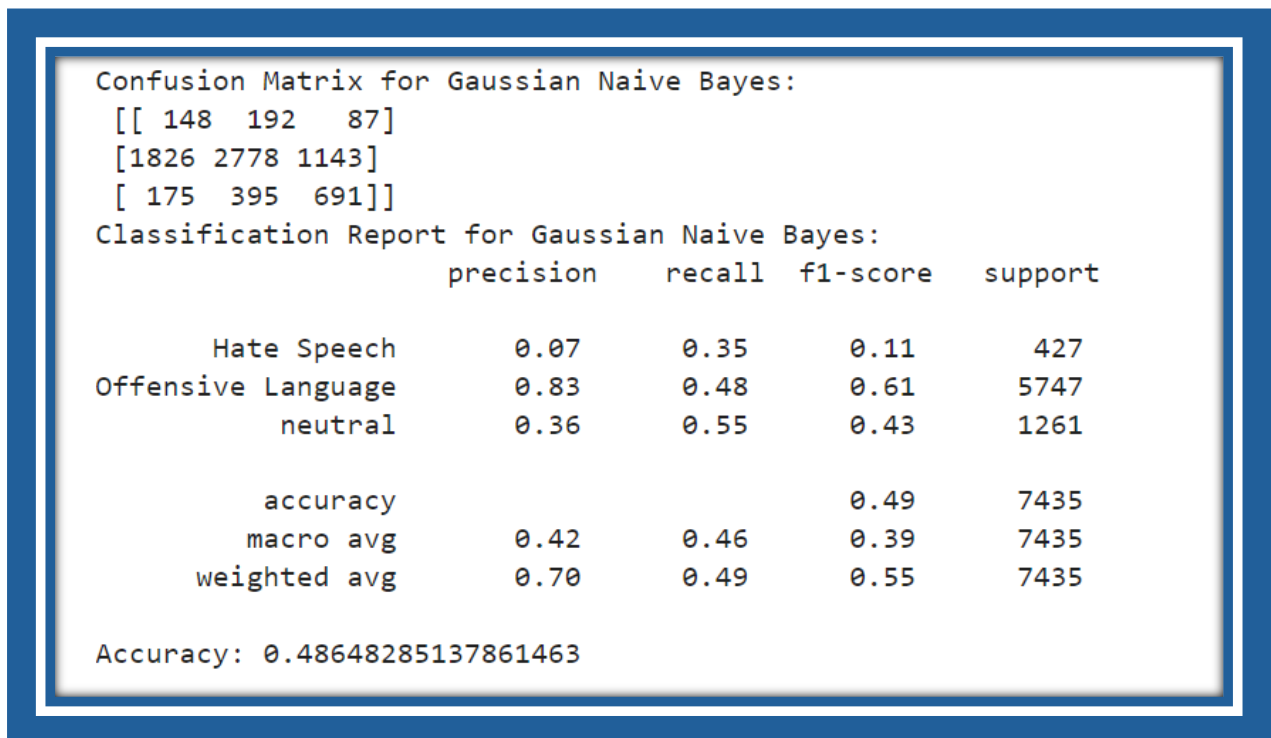 Confusion Matrix for Gaussian Naive Bayes:
[[ 148 192 87]
[1826 2778 1143]
[ 175 395 691]]
Classification Report for Gaussian Naive Bayes:
precision recall f1-score support
Hate Speech 0.07 0.35 0.11 427
Offensive Language 0.83 0.48 0.61 5747
neutral 0.36 0.55 0.43 1261
accuracy 0.49 7435
macro avg 0.42 0.46 0.39 7435
weighted avg 0.70 0.49 0.55 7435
Accuracy: 0.48648285137861463